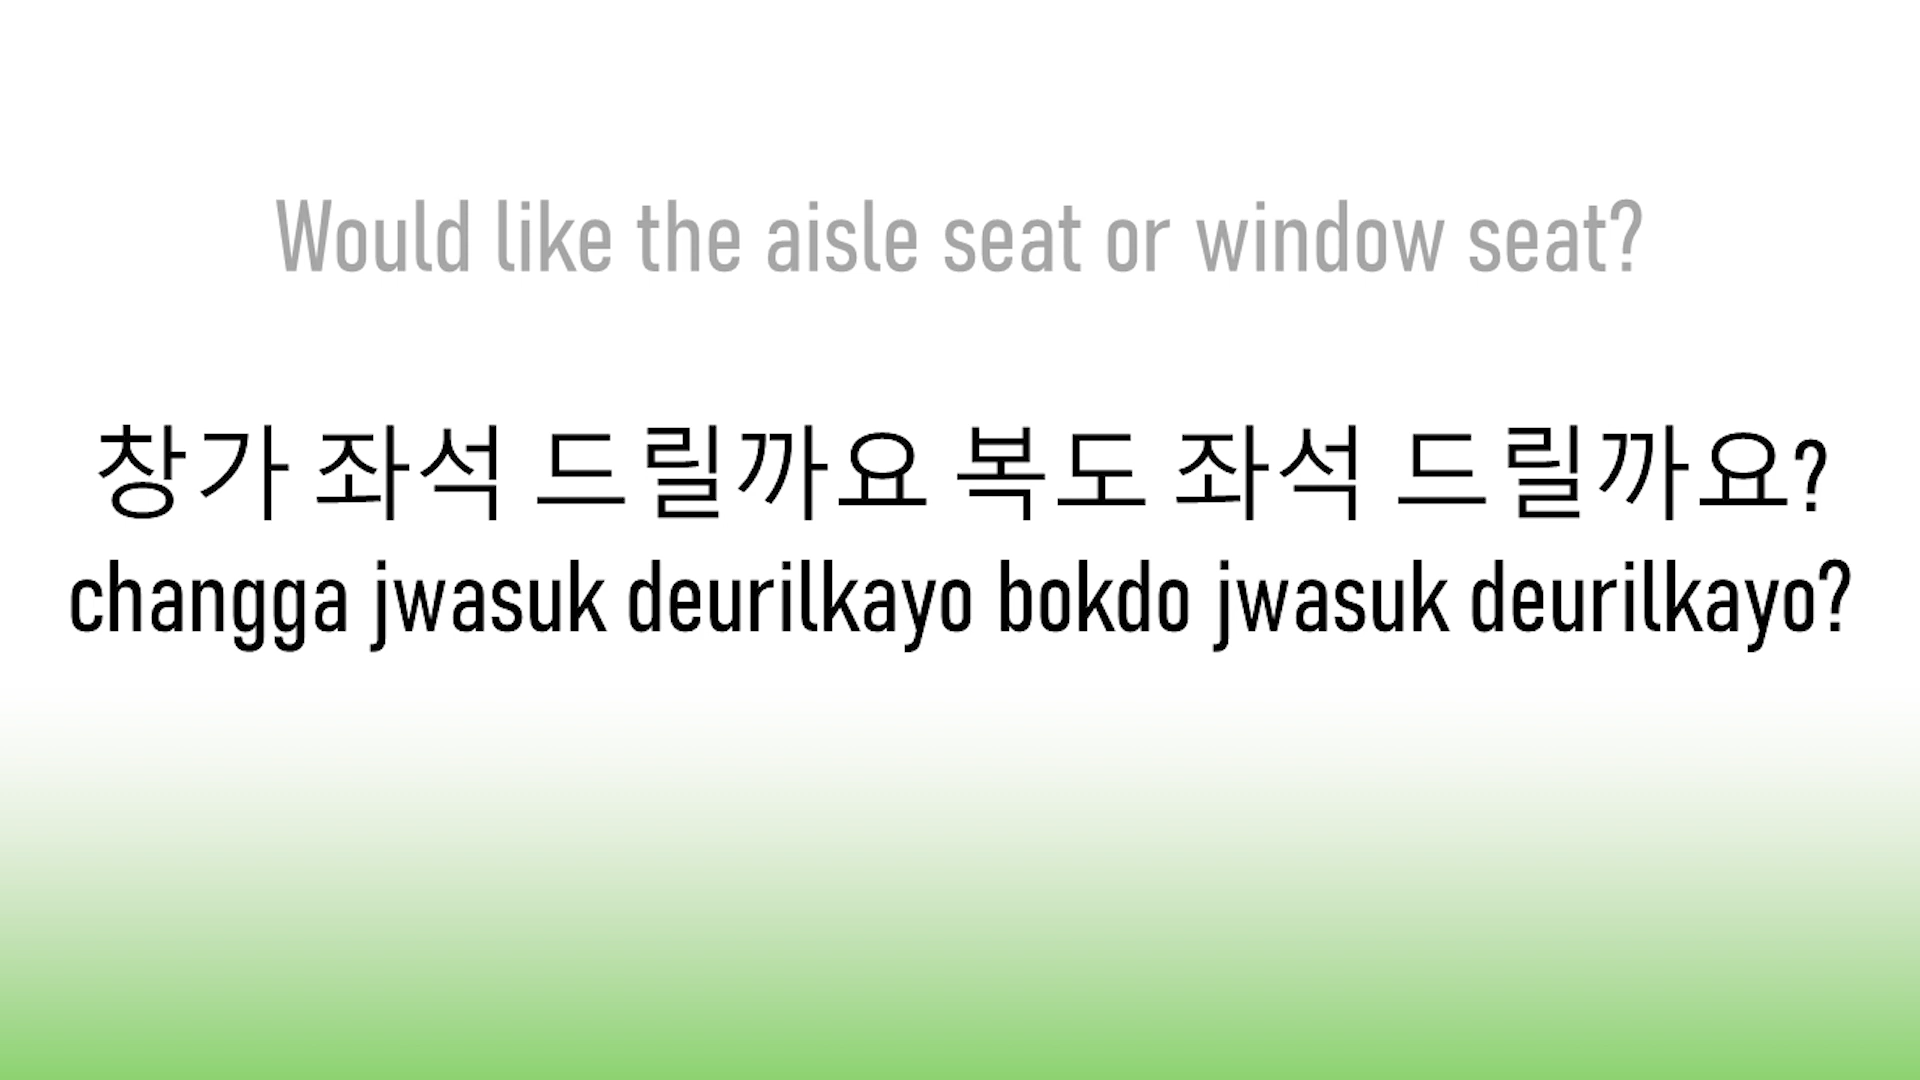 Would like the aisle seat or window seat?
창가 좌석 드릴까요 복도 좌석 드릴까요?
changga jwasuk deurilkayo bokdo jwasuk deurilkayo?